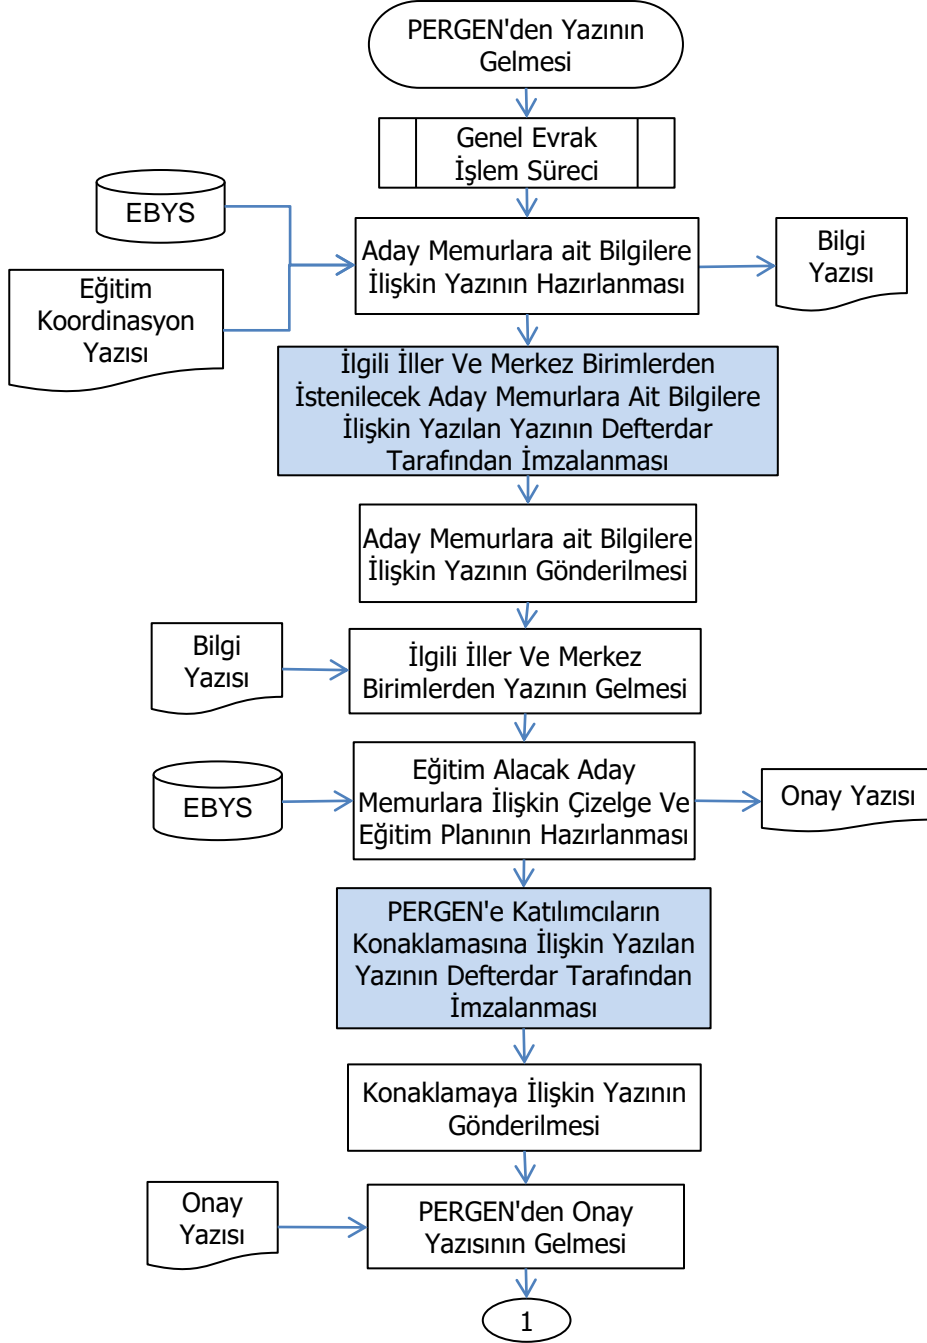 PERGEN'den Yazının
Gelmesi
Genel Evrak
İşlem Süreci
EBYS
Eğitim
Koordinasyon
Yazısı
Aday Memurlara ait Bilgilere
İlişkin Yazının Hazırlanması
Bilgi
Yazısı
İlgili İller Ve Merkez Birimlerden
İstenilecek Aday Memurlara Ait Bilgilere
İlişkin Yazılan Yazının Defterdar
Tarafından İmzalanması
Aday Memurlara ait Bilgilere
İlişkin Yazının Gönderilmesi
Bilgi
Yazısı
İlgili İller Ve Merkez
Birimlerden Yazının Gelmesi
EBYS
Eğitim Alacak Aday
Memurlara İlişkin Çizelge Ve
Eğitim Planının Hazırlanması
Onay Yazısı
PERGEN'e Katılımcıların
Konaklamasına İlişkin Yazılan
Yazının Defterdar Tarafından
İmzalanması
Konaklamaya İlişkin Yazının
Gönderilmesi
Onay
Yazısı
PERGEN'den Onay
Yazısının Gelmesi
1